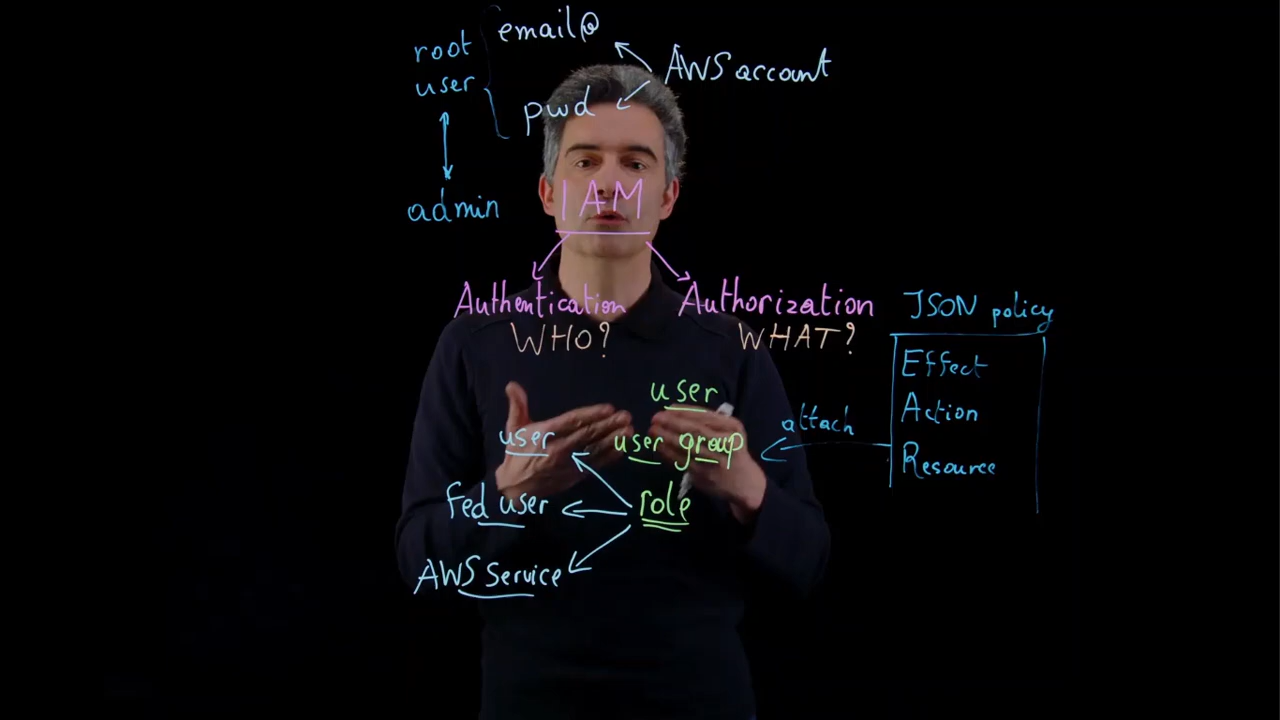 root
user
email@
pwd
AWS account
admin
IAM
Authentication
WHO?
Authorization
WHAT?
JSON policy
Effect
Action
Resource
attach
user
user group
role
user
Fed user
AWS Service